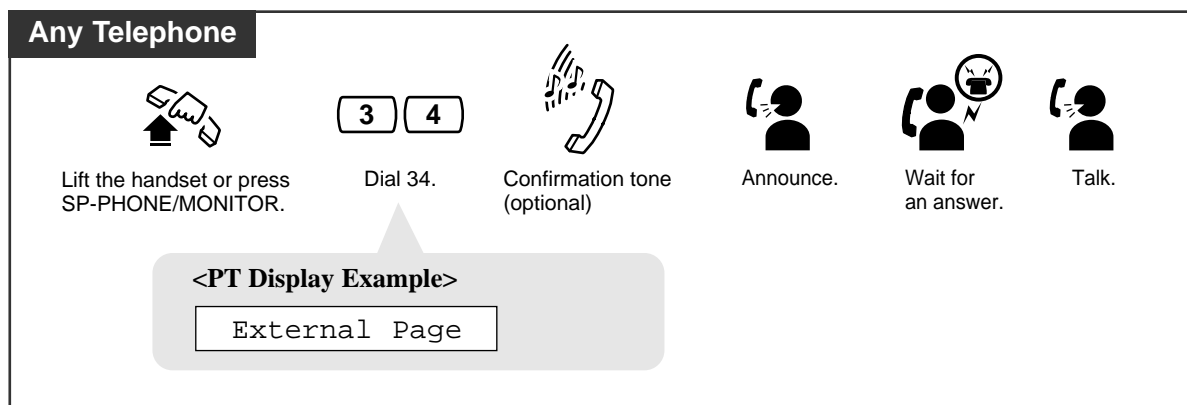 Any Telephone
3 4
Lift the handset or press
SP-PHONE/MONITOR.
Dial 34.
Confirmation tone
(optional)
Announce.
Wait for
an answer.
Talk.
<PT Display Example>
External Page